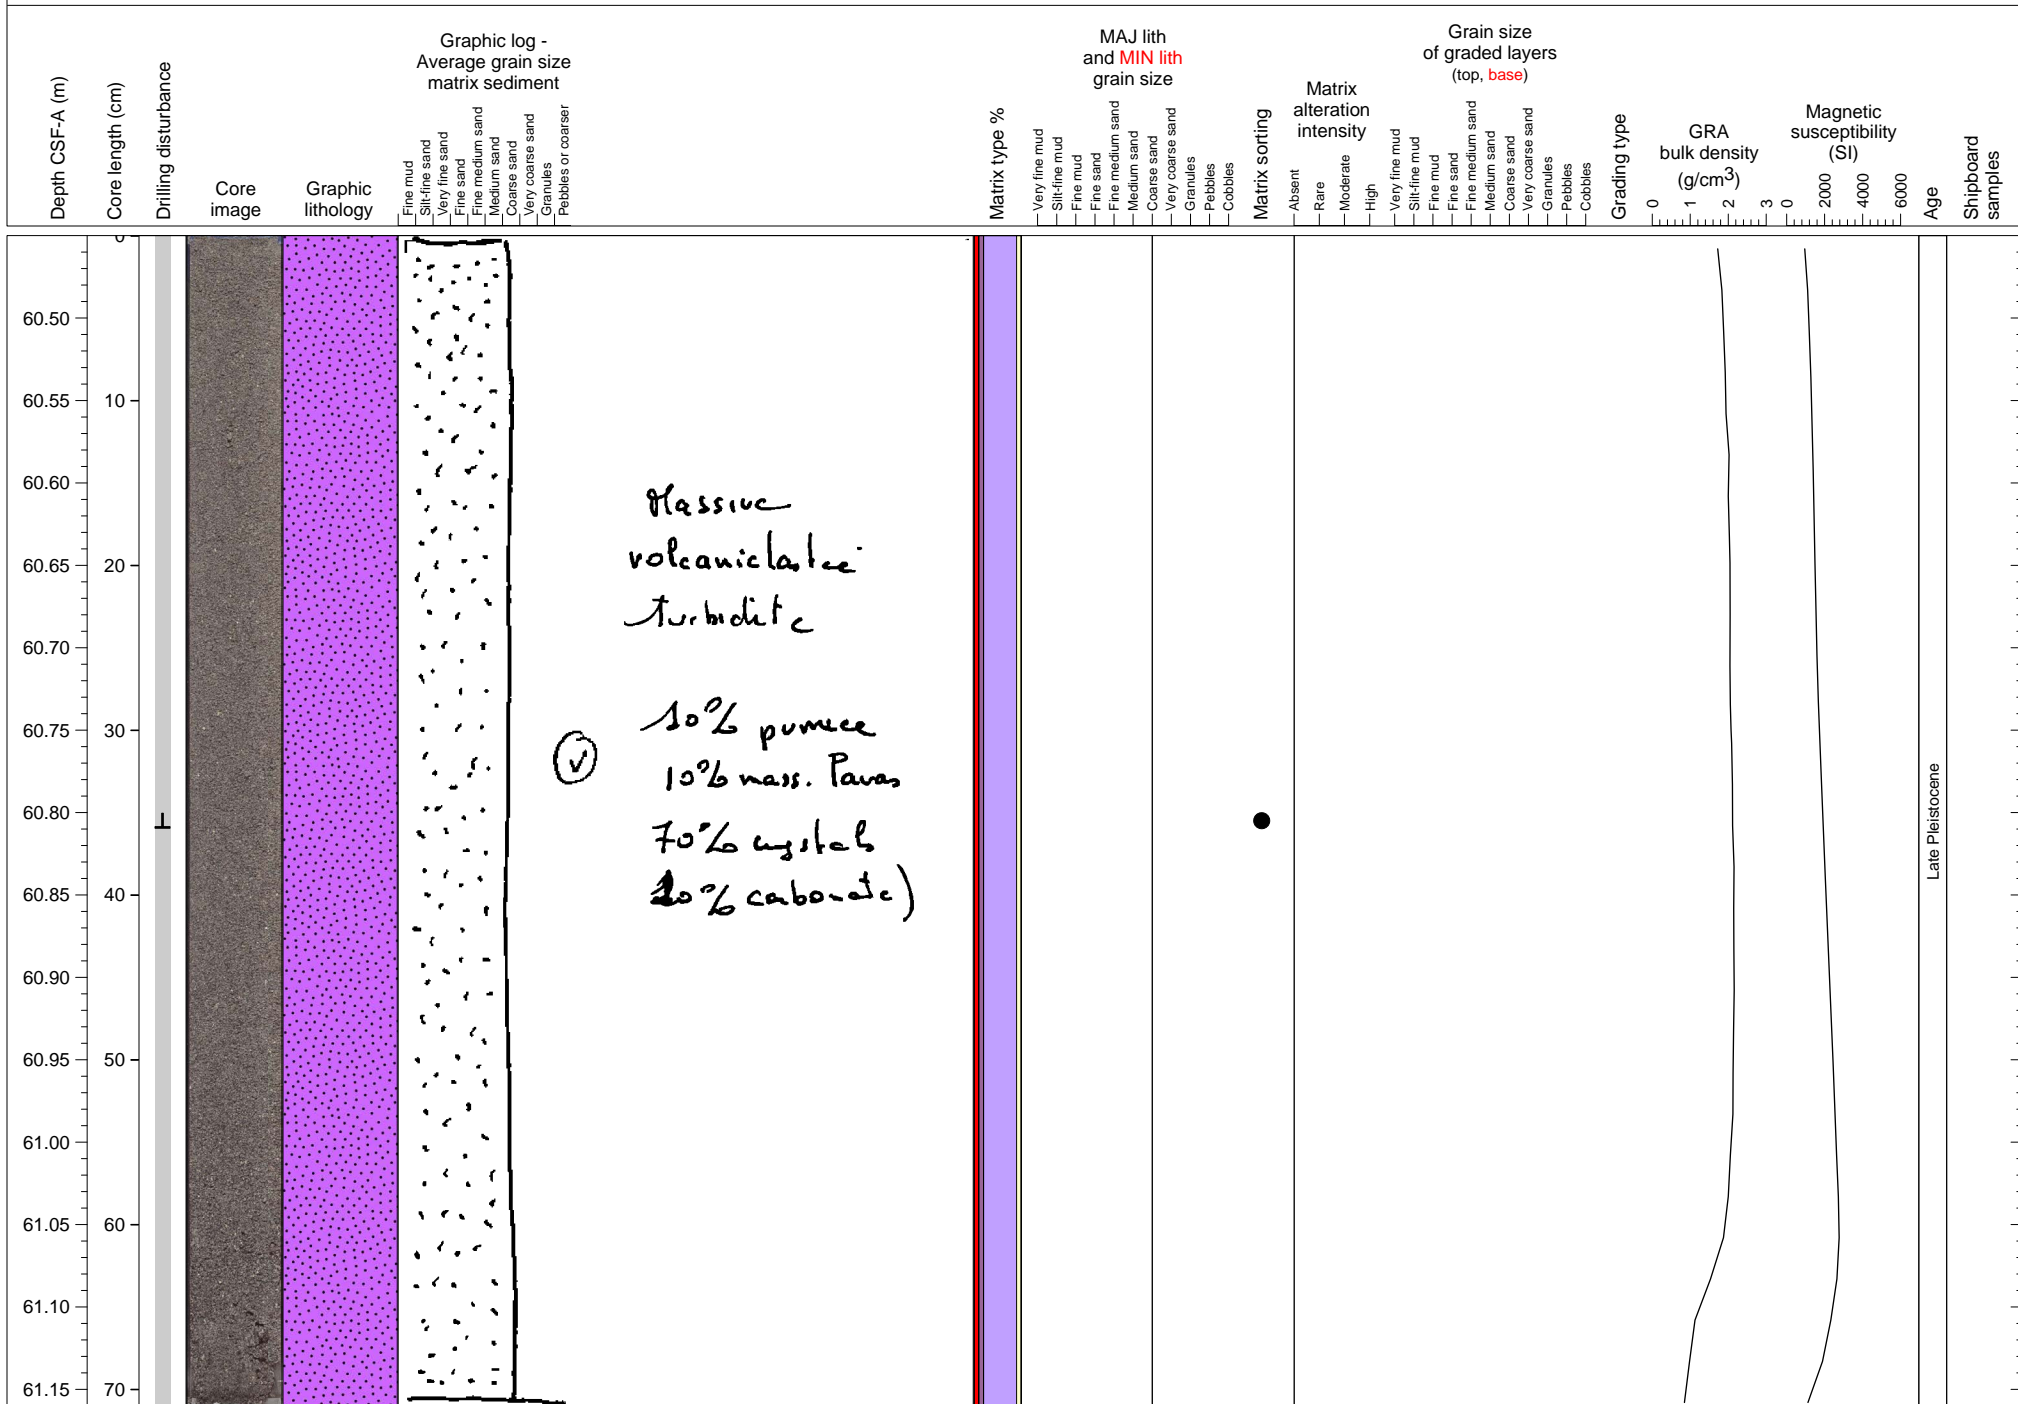 Depth CSF-A (m)
Core length (cm)
Drilling disturbance
Core
image
Graphic
lithology
Graphic log -
Average grain size
matrix sediment
Fine mud
Silt-fine sand
Very fine sand
Fine sand
Fine medium sand
Medium sand
Coarse sand
Very coarse sand
Granules
Pebbles or coarser
Matrix type %
MAJ lith
and MIN lith
grain size
Very fine mud
Silt-fine mud
Fine mud
Fine sand
Fine medium sand
Medium sand
Coarse sand
Very coarse sand
Granules
Pebbles
Cobbles
Matrix sorting
Matrix
alteration
intensity
Absent
Rare
Moderate
High
Grain size
of graded layers
(top, base)
Very fine mud
Silt-fine mud
Fine mud
Fine sand
Fine medium sand
Medium sand
Coarse sand
Very coarse sand
Granules
Pebbles
Cobbles
Grading type
GRA
bulk density
(g/cm3)
0 1 2 3
Magnetic
susceptibility
(SI)
0 2000 4000 6000
Age
Shipboard
samples
0
60.50
60.55 10
60.60
60.65 20
60.70
60.75 30
60.80
60.85 40
60.90
60.95 50
61.00
61.05 60
61.10
61.15 70
Massive
volcaniclastic
turbidite
10% pumice
10% mass. lavas
70% crystals
10% carbonate)
v
Late Pleistocene